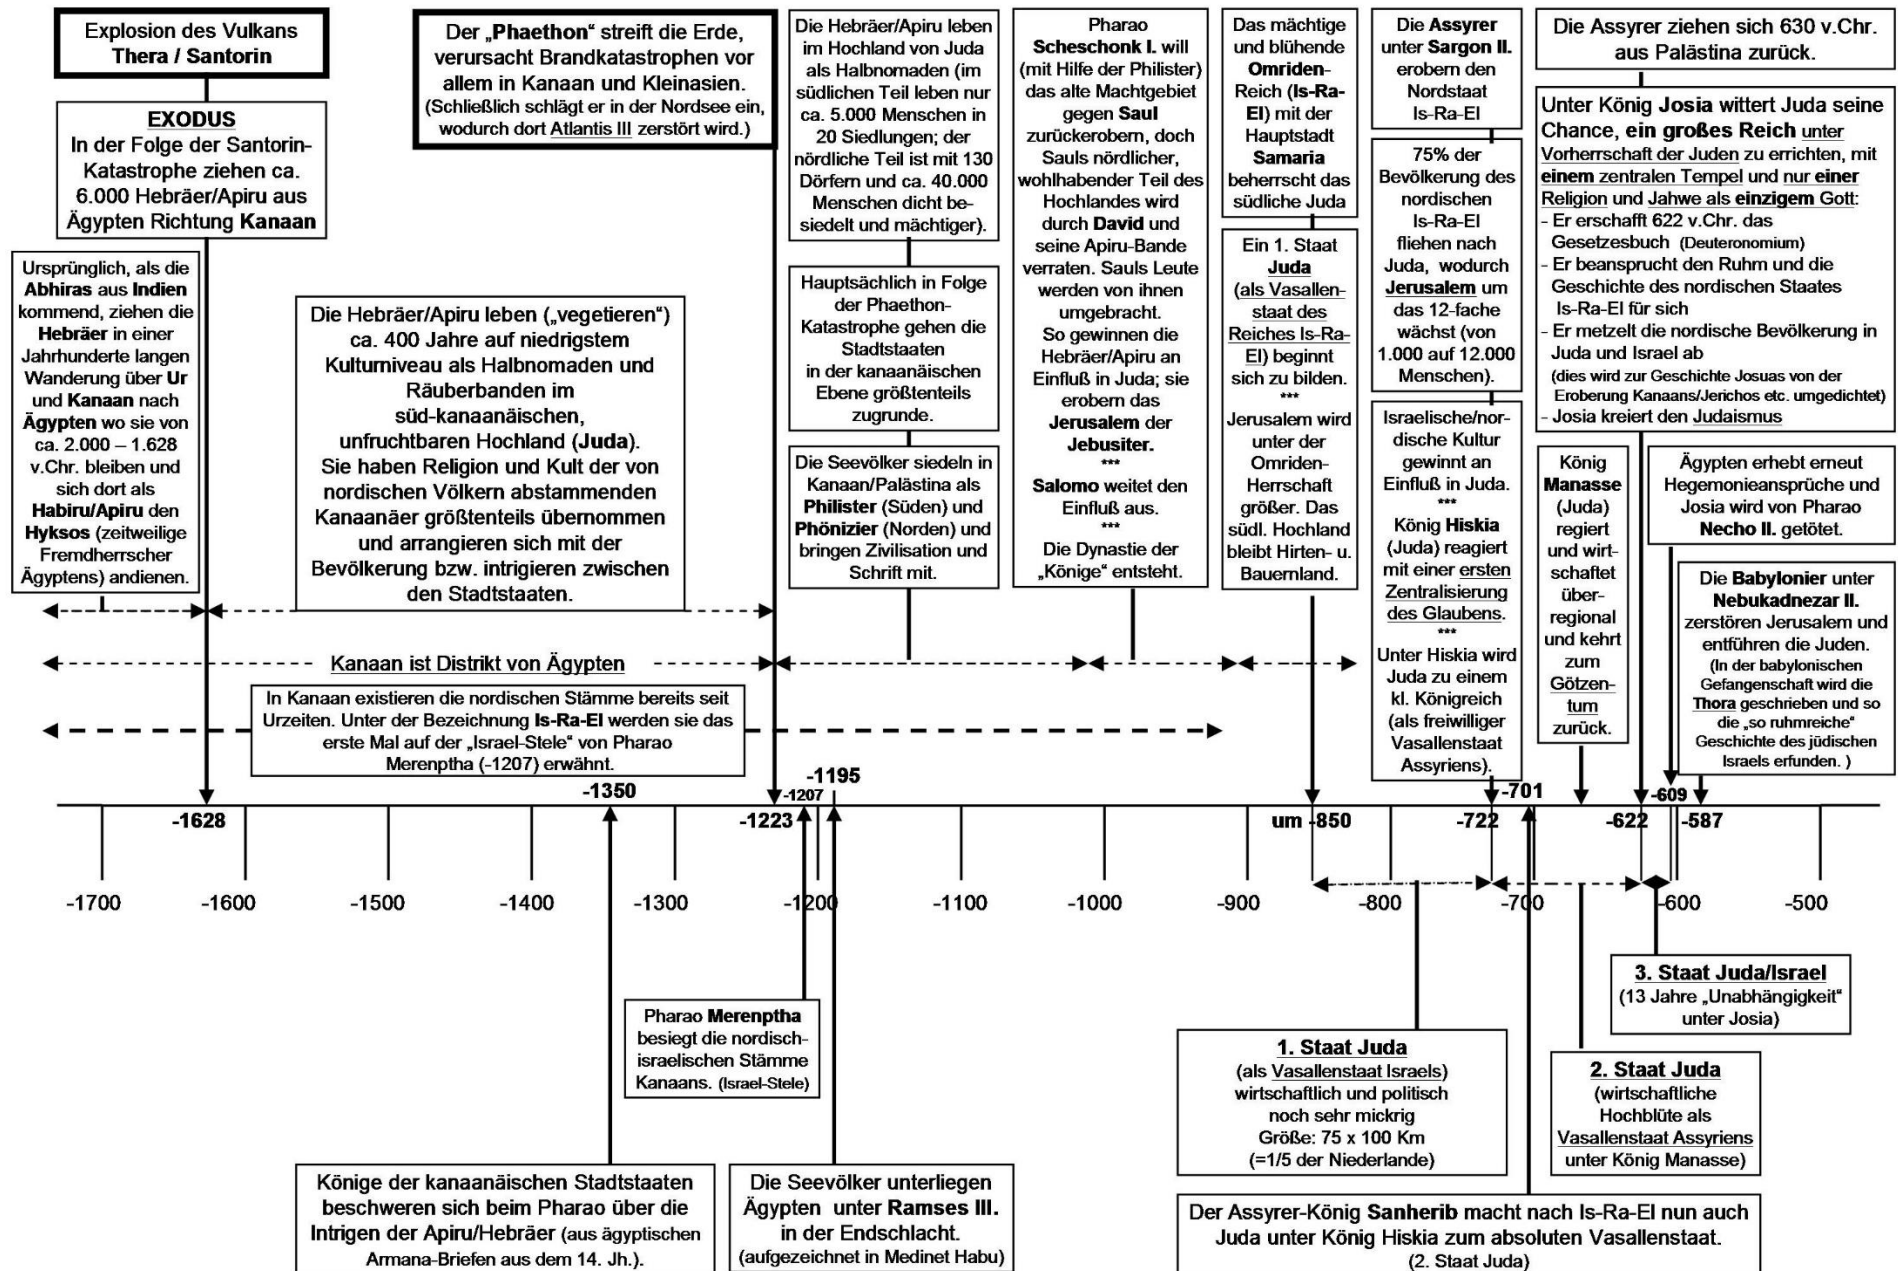 Explosion des Vulkans
Thera / Santorin
EXODUS
In der Folge der Santorin-
Katastrophe ziehen ca.
6.000 Hebräer/Apiru aus
Ägypten Richtung Kanaan
Ursprünglich, als die
Abhiras aus Indien
kommend, ziehen die
Hebräer in einer
Jahrhunderte langen
Wanderung über Ur
und Kanaan nach
Ägypten wo sie von
ca. 2.000 – 1.628
v.Chr. bleiben und
sich dort als
Habiru/Apiru den
Hyksos (zeitweilige
Fremdherrscher
Ägyptens) andienen.
Der „Phaethon“ streift die Erde,
verursacht Brandkatastrophen vor
allem in Kanaan und Kleinasien.
(Schließlich schlägt er in der Nordsee ein,
wodurch dort Atlantis III zerstört wird.)
Die Hebräer/Apiru leben („vegetieren“)
ca. 400 Jahre auf niedrigstem
Kulturniveau als Halbnomaden und
Räuberbanden im
süd-kanaanäischen,
unfruchtbaren Hochland (Juda).
Sie haben Religion und Kult der von
nordischen Völkern abstammenden
Kanaanäer größtenteils übernommen
und arrangieren sich mit der
Bevölkerung bzw. intrigieren zwischen
den Stadtstaaten.
Die Hebräer/Apiru leben
im Hochland von Juda
als Halbnomaden (im
südlichen Teil leben nur
ca. 5.000 Menschen in
20 Siedlungen; der
nördliche Teil ist mit 130
Dörfern und ca. 40.000
Menschen dicht be-
siedelt und mächtiger).
Hauptsächlich in Folge
der Phaethon-
Katastrophe gehen die
Stadtstaaten
in der kanaanäischen
Ebene größtenteils
zugrunde.
Die Seevölker siedeln in
Kanaan/Palästina als
Philister (Süden) und
Phönizier (Norden) und
bringen Zivilisation und
Schrift mit.
Pharao
Scheschonk I. will
(mit Hilfe der Philister)
das alte Machtgebiet
gegen Saul
zurückerobern, doch
Sauls nördlicher,
wohlhabender Teil des
Hochlandes wird
durch David und
seine Apiru-Bande
verraten. Sauls Leute
werden von ihnen
umgebracht.
So gewinnen die
Hebräer/Apiru an
Einfluß in Juda; sie
erobern das
Jerusalem der
Jebusiter.
***
Salomo weitet den
Einfluß aus.
***
Die Dynastie der
„Könige“ entsteht.
Das mächtige
und blühende
Omriden-
Reich (Is-Ra-
El) mit der
Hauptstadt
Samaria
beherrscht das
südliche Juda
Ein 1. Staat
Juda
(als Vasallen-
staat des
Reiches Is-Ra-
El) beginnt
sich zu bilden.
***
Jerusalem wird
unter der
Omriden-
Herrschaft
größer. Das
südl. Hochland
bleibt Hirten- u.
Bauernland.
Die Assyrer
unter Sargon II.
erobern den
Nordstaat
Is-Ra-El
75% der
Bevölkerung des
nordischen
Is-Ra-El
fliehen nach
Juda, wodurch
Jerusalem um
das 12-fache
wächst (von
1.000 auf 12.000
Menschen).
Israelische/nor-
dische Kultur
gewinnt an
Einfluß in Juda.
***
König Hiskia
(Juda) reagiert
mit einer ersten
Zentralisierung
des Glaubens.
***
Unter Hiskia wird
Juda zu einem
kl. Königreich
(als freiwilliger
Vasallenstaat
Assyriens).
Die Assyrer ziehen sich 630 v.Chr.
aus Palästina zurück.
Unter König Josia wittert Juda seine
Chance, ein großes Reich unter
Vorherrschaft der Juden zu errichten, mit
einem zentralen Tempel und nur einer
Religion und Jahwe als einzigem Gott:
- Er erschafft 622 v.Chr. das
Gesetzesbuch (Deuteronomium)
- Er beansprucht den Ruhm und die
Geschichte des nordischen Staates
Is-Ra-El für sich
- Er metzelt die nordische Bevölkerung in
Juda und Israel ab
(dies wird zur Geschichte Josuas von der
Eroberung Kanaans/Jerichos etc. umgedichtet)
- Josia kreiert den Judaismus
König
Manasse
(Juda)
regiert
und wirt-
schaftet
über-
regional
und kehrt
zum
Götzen-
tum
zurück.
Ägypten erhebt erneut
Hegemonieansprüche und
Josia wird von Pharao
Necho II. getötet.
Die Babylonier unter
Nebukadnezar II.
zerstören Jerusalem und
entführen die Juden.
(In der babylonischen
Gefangenschaft wird die
Thora geschrieben und so
die „so ruhmreiche“
Geschichte des jüdischen
Israels erfunden. )
Kanaan ist Distrikt von Ägypten
In Kanaan existieren die nordischen Stämme bereits seit
Urzeiten. Unter der Bezeichnung Is-Ra-El werden sie das
erste Mal auf der „Israel-Stele“ von Pharao
Merenptha (-1207) erwähnt.
-1350
-1207
-1195
-701
-609
-1628
-1223
um -850
-722
-622
-587
-1700
-1600
-1500
-1400
-1300
-1200
-1100
-1000
-900
-800
-700
-600
-500
Pharao Merenptha
besiegt die nordisch-
israelischen Stämme
Kanaans. (Israel-Stele)
3. Staat Juda/Israel
(13 Jahre „Unabhängigkeit“
unter Josia)
1. Staat Juda
(als Vasallenstaat Israels)
wirtschaftlich und politisch
noch sehr mickrig
Größe: 75 x 100 Km
(=1/5 der Niederlande)
2. Staat Juda
(wirtschaftliche
Hochblüte als
Vasallenstaat Assyriens
unter König Manasse)
Könige der kanaanäischen Stadtstaaten
beschweren sich beim Pharao über die
Intrigen der Apiru/Hebräer (aus ägyptischen
Armana-Briefen aus dem 14. Jh.).
Die Seevölker unterliegen
Ägypten unter Ramses III.
in der Endschlacht.
(aufgezeichnet in Medinet Habu)
Der Assyrer-König Sanherib macht nach Is-Ra-El nun auch
Juda unter König Hiskia zum absoluten Vasallenstaat.
(2. Staat Juda)